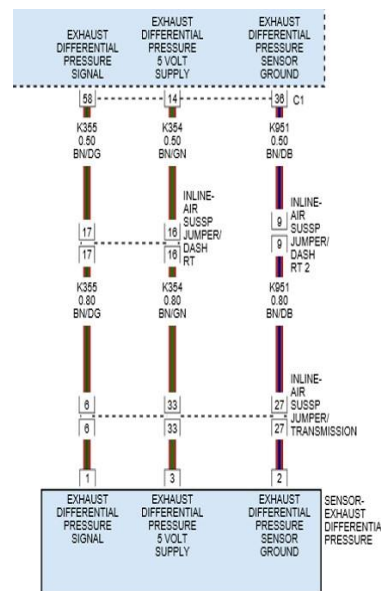 EXHAUST
DIFFERENTIAL
PRESSURE
SIGNAL
EXHAUST
DIFFERENTIAL
PRESSURE
5 VOLT
SUPPLY
EXHAUST
DIFFERENTIAL
PRESSURE
SENSOR
GROUND
58
14
36
C1
K355
0.50
BN/DG
K354
0.50
BN/GN
K951
0.50
BN/DB
17
17
16
16
INLINE-
AIR
SUSSP
JUMPER/
DASH
RT
9
9
INLINE-
AIR
SUSSP
JUMPER/
DASH
RT 2
K355
0.80
BN/DG
K354
0.80
BN/GN
K951
0.80
BN/DB
6
6
33
33
27
27
INLINE-
AIR
SUSSP
JUMPER/
TRANSMISSION
1
3
2
EXHAUST
DIFFERENTIAL
PRESSURE
SIGNAL
EXHAUST
DIFFERENTIAL
PRESSURE
5 VOLT
SUPPLY
EXHAUST
DIFFERENTIAL
PRESSURE
SENSOR
GROUND
SENSOR-
EXHAUST
DIFFERENTIA
PRESSURE